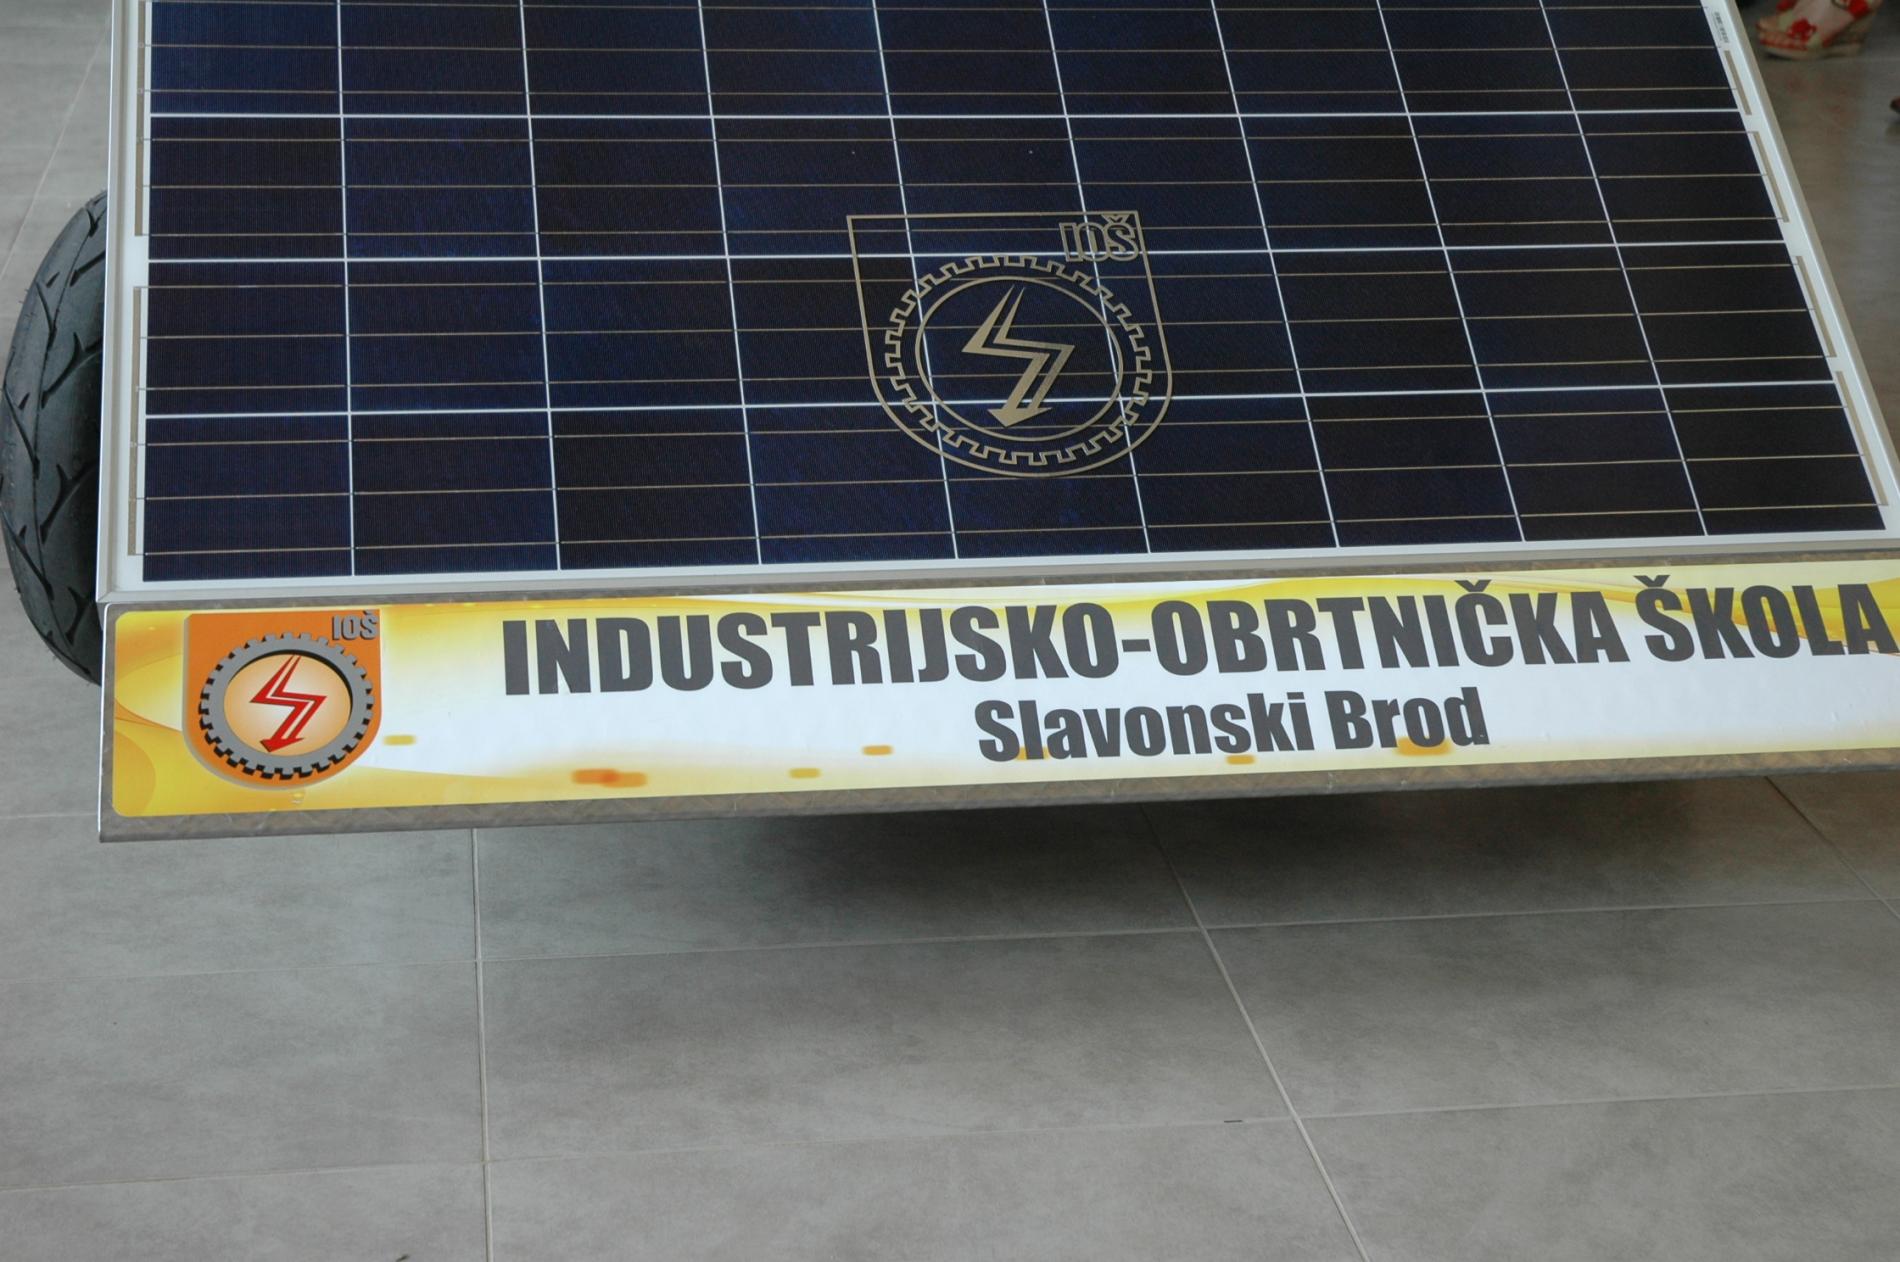 IOŠ
IOŠ
INDUSTRIJSKO-OBRTNIČKA ŠKOLA
Slavonski Brod